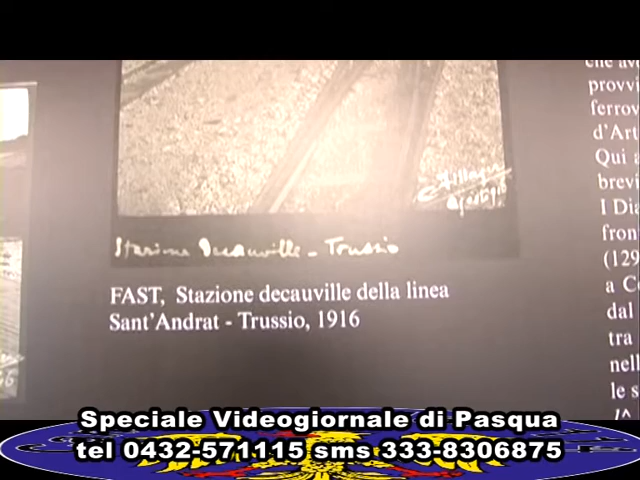 Stazione Decauville - Trussio
FAST, Stazione decauville della linea
Sant'Andrat - Trussio, 1916
che
provvi
ferrov
d'Art
Qui a
brevi
I Dia
fron
(129
a C
dal
tra
nell
le s
Speciale Videogiornale di Pasqua
tel 0432-571115 sms 333-8306875